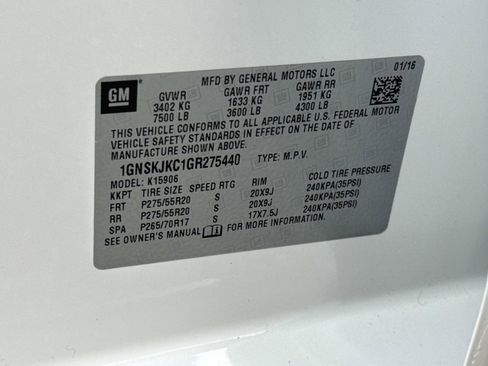 GM
MFD BY GENERAL MOTORS LLC 01/16
GVWR GAWR FRT GAWR RR
3402 KG 1633 KG 1951 KG
7500 LB 3600 LB 4300 LB
THIS VEHICLE CONFORMS TO ALL APPLICABLE U.S. FEDERAL MOTOR
VEHICLE SAFETY STANDARDS IN EFFECT ON THE DATE OF
MANUFACTURE SHOWN ABOVE.
1GNSKJKC1GR275440 TYPE: M.P.V.
MODEL: K15906
KKPT TIRE SIZE SPEED RTG RIM COLD TIRE PRESSURE
FRT P275/55R20 S 20X9J 240KPA(35PSI)
RR P275/55R20 S 20X9J 240KPA(35PSI)
SPA P265/70R17 S 17X7.5J 240KPA(35PSI)
SEE OWNER'S MANUAL FOR MORE INFORMATION.